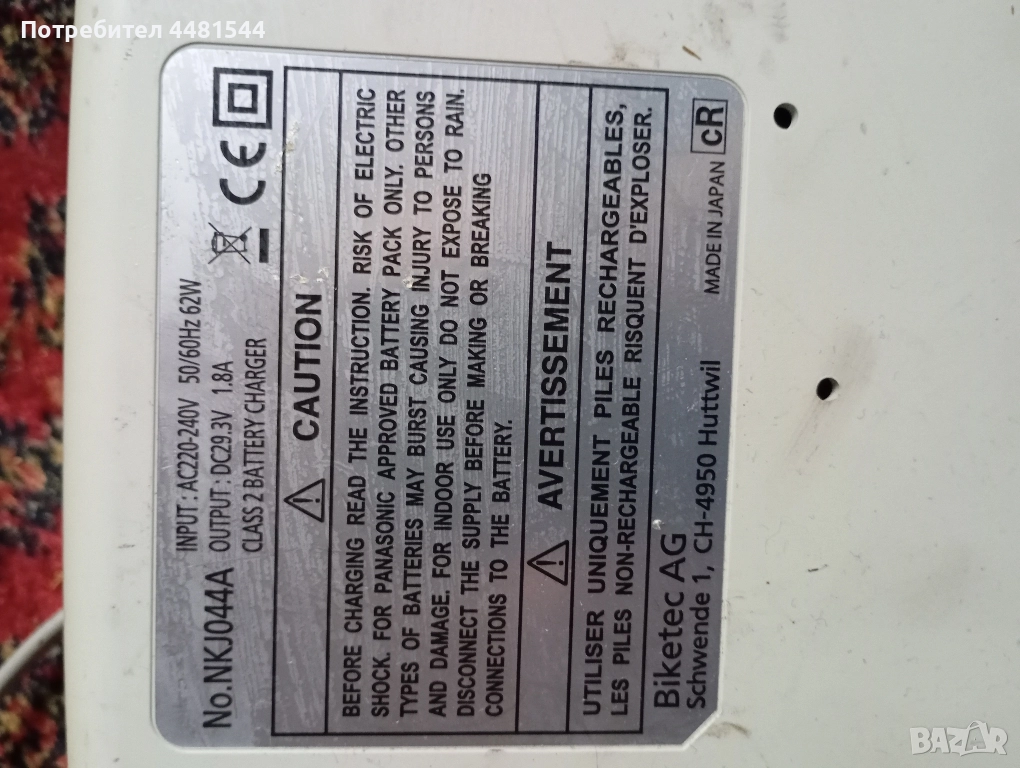 Потребител 4481544
No.NKJ044A
INPUT : AC220-240V 50/60Hz 62W
OUTPUT : DC29.3V 1.8A
CLASS 2 BATTERY CHARGER
CE
CAUTION
BEFORE CHARGING READ THE INSTRUCTION. RISK OF ELECTRIC
SHOCK. FOR PANASONIC APPROVED BATTERY PACK ONLY. OTHER
TYPES OF BATTERIES MAY BURST CAUSING INJURY TO PERSONS
AND DAMAGE. FOR INDOOR USE ONLY. DO NOT EXPOSE TO RAIN.
DISCONNECT THE SUPPLY BEFORE MAKING OR BREAKING
CONNECTIONS TO THE BATTERY.
AVERTISSEMENT
UTILISER UNIQUEMENT PILES RECHARGEABLES,
LES PILES NON-RECHARGEABLE RISQUENT D'EXPLOSER.
Biketec AG
Schwende 1, CH-4950 Huttwil
MADE IN JAPAN cR
BAZAR